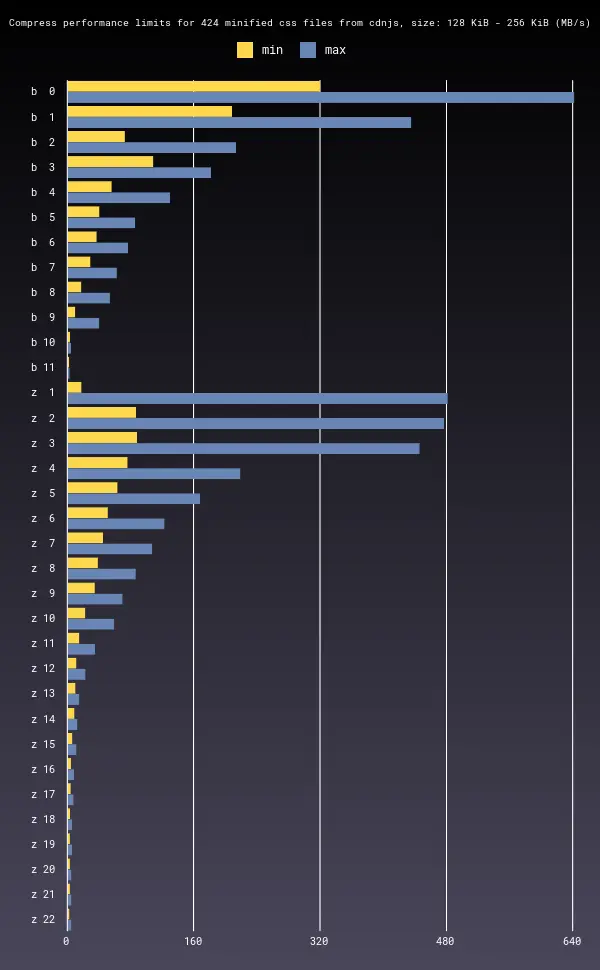 Compress performance limits for 424 minified css files from cdnjs, size: 128 KiB - 256 KiB (MB/s)
min max
b 0
b 1
b 2
b 3
b 4
b 5
b 6
b 7
b 8
b 9
b 10
b 11
z 1
z 2
z 3
z 4
z 5
z 6
z 7
z 8
z 9
z 10
z 11
z 12
z 13
z 14
z 15
z 16
z 17
z 18
z 19
z 20
z 21
z 22
0 160 320 480 640